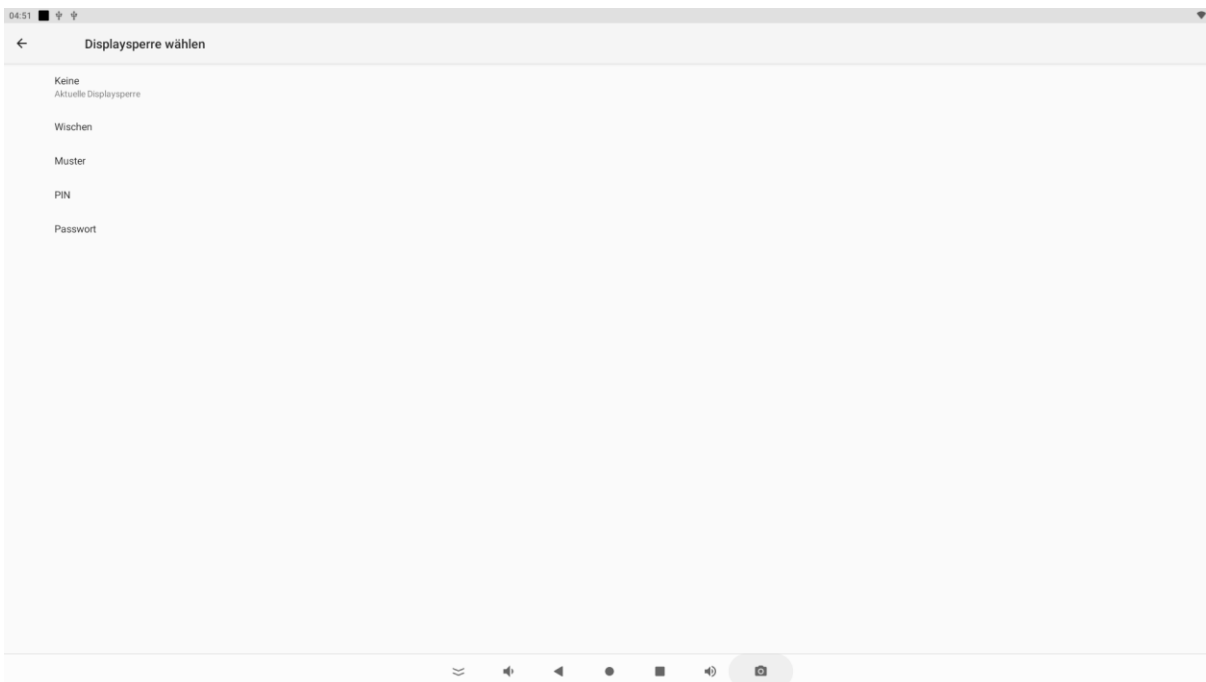 04:51
Displaysperre wählen
Keine
Aktuelle Displaysperre
Wischen
Muster
PIN
Passwort